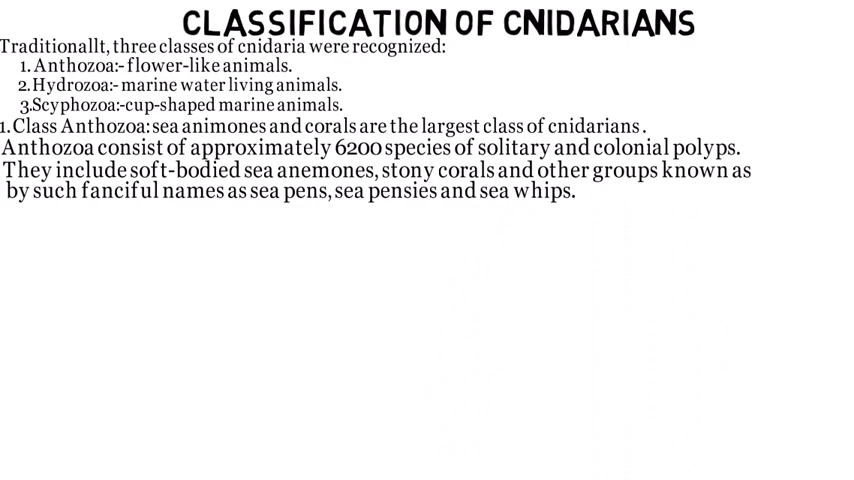 CLASSIFICATION OF CNIDARIANS
Traditionallt, three classes of cnidaria were recognized:
1. Anthozoa:- flower-like animals.
2.Hydrozoa:- marine water living animals.
3.Scyphozoa:-cup-shaped marine animals.
1.Class Anthozoa: sea animones and corals are the largest class of cnidarians.
Anthozoa consist of approximately 6200 species of solitary and colonial polyps.
They include soft-bodied sea anemones, stony corals and other groups known as
by such fanciful names as sea pens, sea pensies and sea whips.